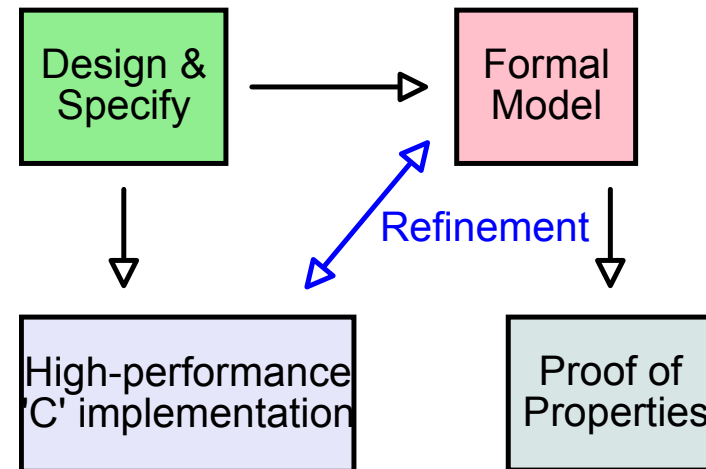 Design &
Specify
Formal
Model
Refinement
High-performance
'C' implementation
Proof of
Properties